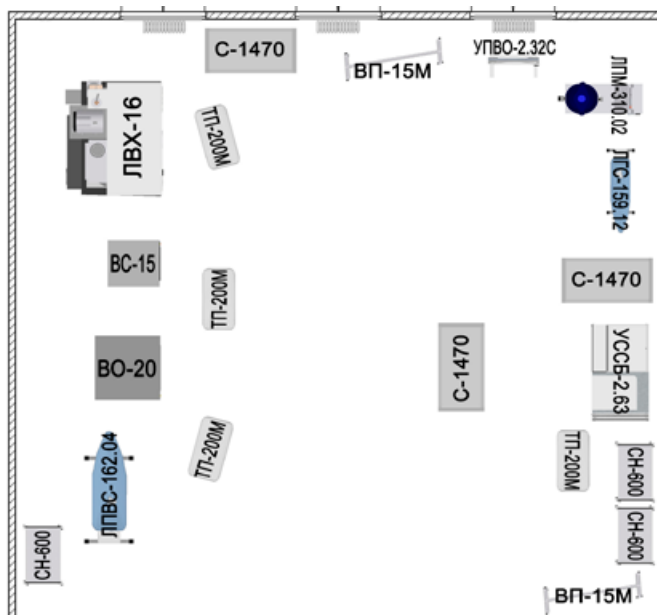 С-1470
ВП-15М
УПВО-2.32С
ЛПМ-310.02
ЛВХ-16
ТП-200М
ЛГС-159.12
ВС-15
ТП-200М
С-1470
ВО-20
С-1470
УССБ-2.63
ЛПВС-162.04
ТП-200М
ТП-200М
СН-600
СН-600
СН-600
ВП-15М